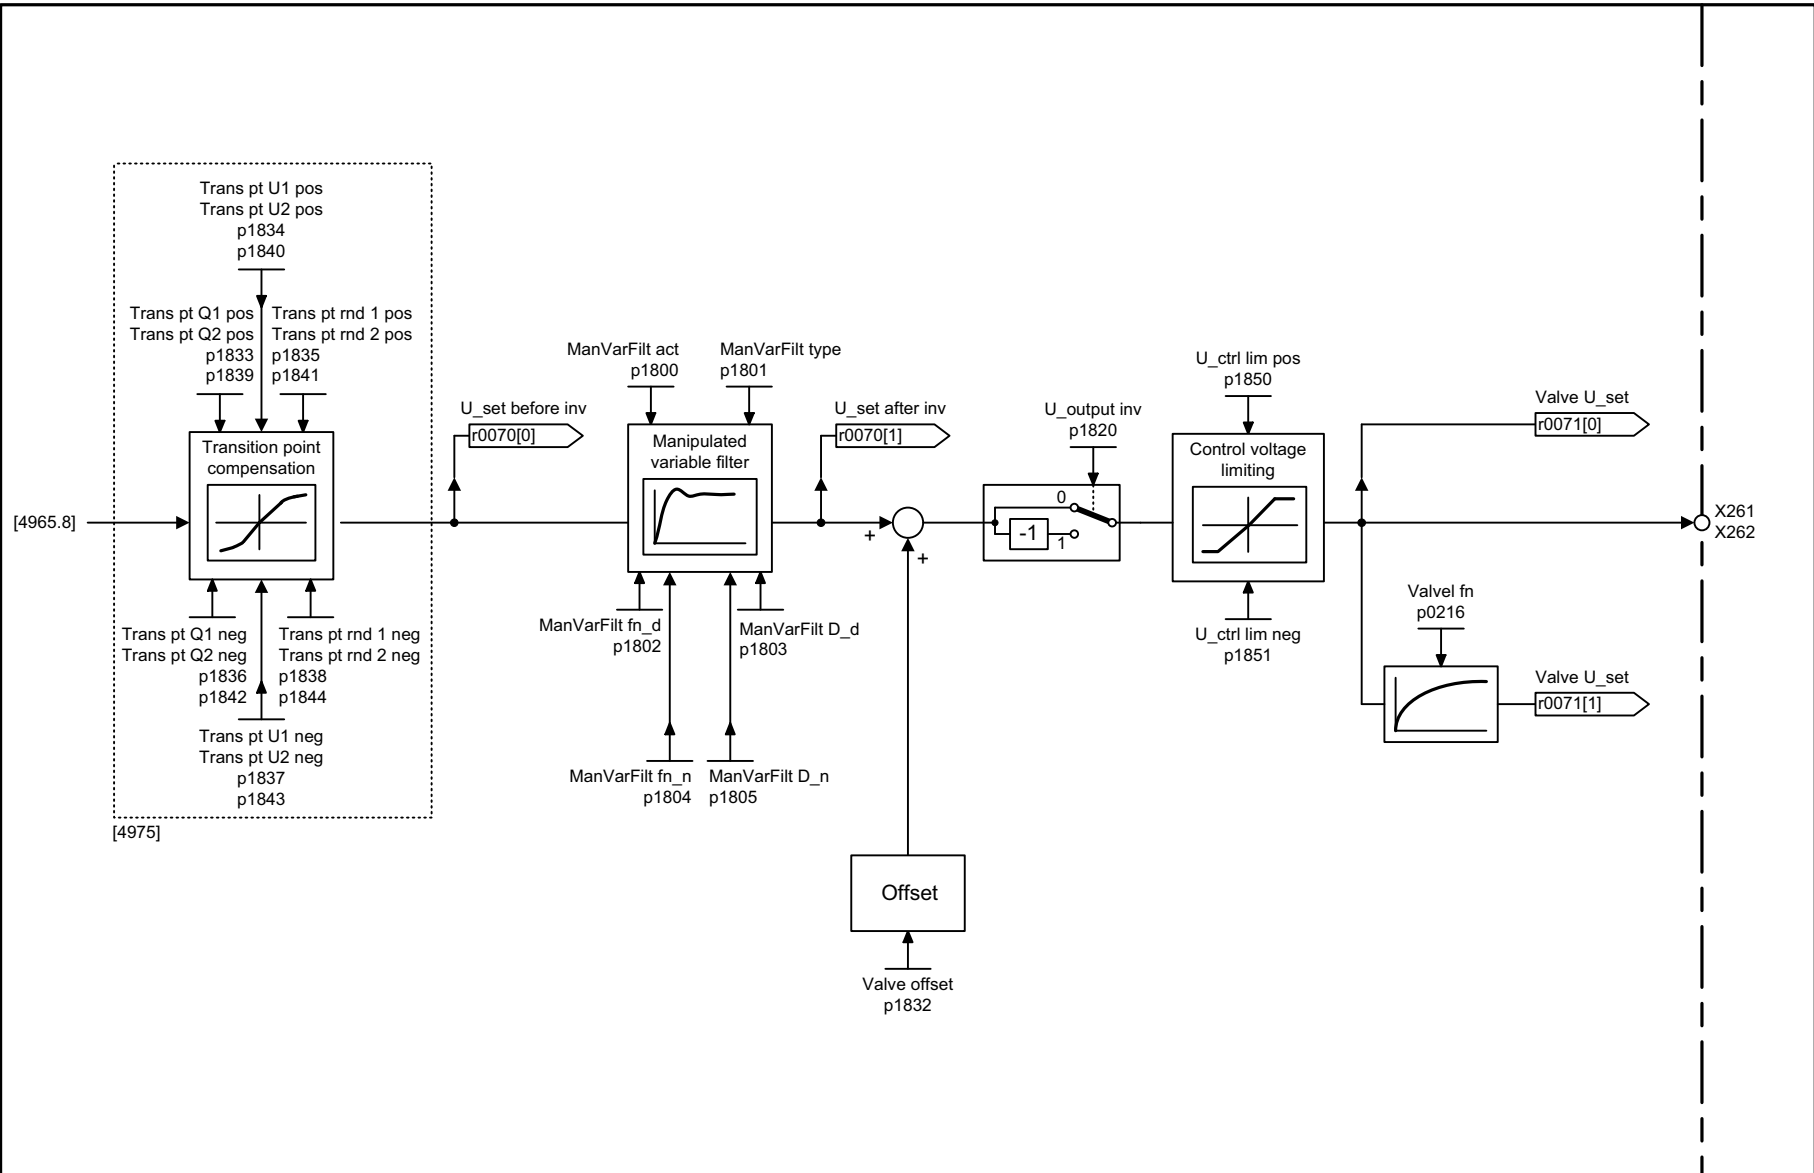 Trans pt U1 pos
Trans pt U2 pos
p1834
p1840
Trans pt Q1 pos
Trans pt Q2 pos
p1833
p1839
Trans pt rnd 1 pos
Trans pt rnd 2 pos
p1835
p1841
Transition point
compensation
[4965.8]
Trans pt Q1 neg
Trans pt Q2 neg
p1836
p1842
Trans pt rnd 1 neg
Trans pt rnd 2 neg
p1838
p1844
Trans pt U1 neg
Trans pt U2 neg
p1837
p1843
[4975]
U_set before inv
r0070[0]
ManVarFilt act
p1800
ManVarFilt type
p1801
Manipulated
variable filter
ManVarFilt fn_d
p1802
ManVarFilt D_d
p1803
ManVarFilt fn_n
p1804
ManVarFilt D_n
p1805
U_set after inv
r0070[1]
+
+
Offset
Valve offset
p1832
U_output inv
p1820
0
-1
1
U_ctrl lim pos
p1850
Control voltage
limiting
U_ctrl lim neg
p1851
Valve U_set
r0071[0]
X261
X262
Valvel fn
p0216
Valve U_set
r0071[1]